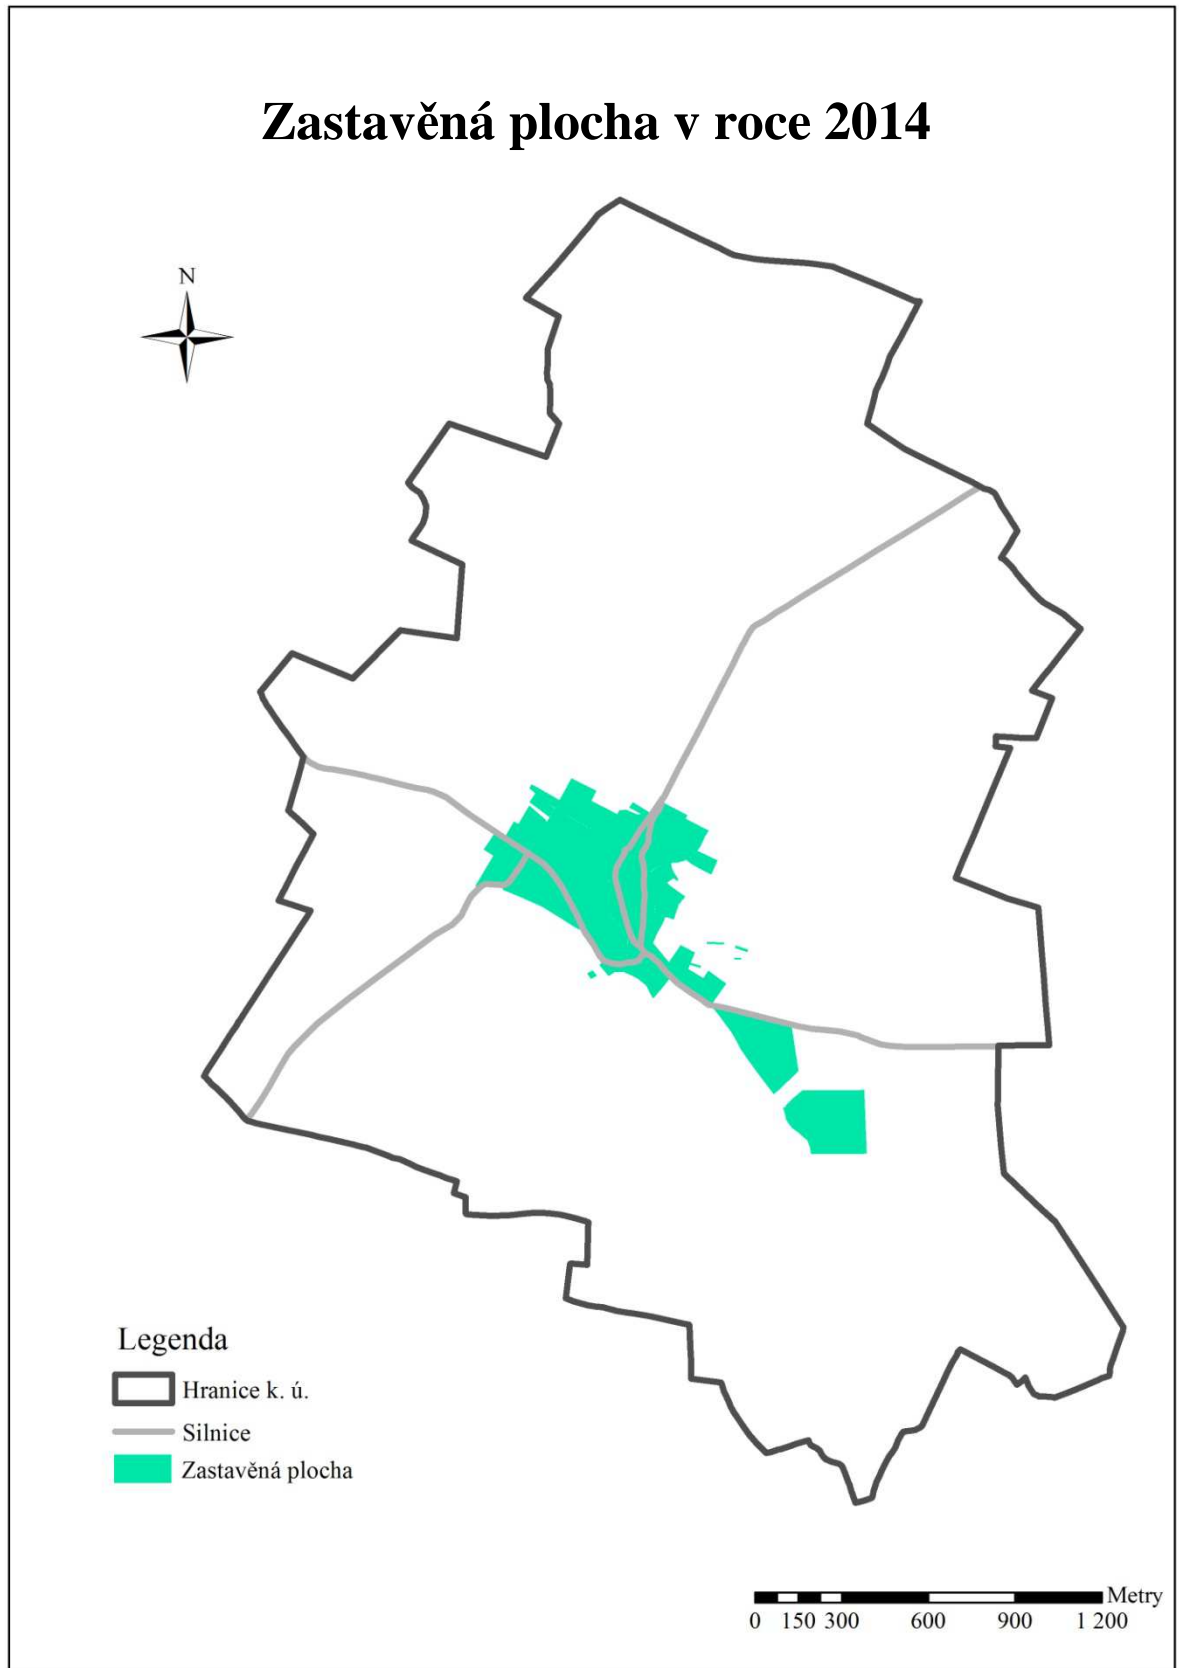 Zastavěná plocha v roce 2014
N
Legenda
Hranice k. ú.
Silnice
Zastavěná plocha
Metry
0 150 300 600 900 1 200